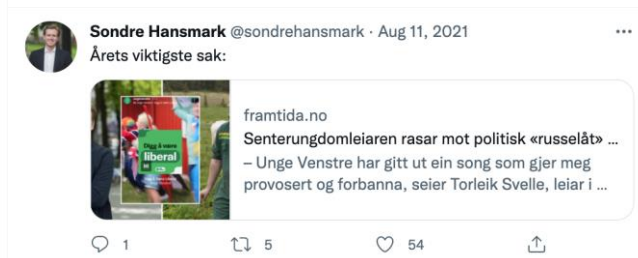 Sondre Hansmark @sondrehansmark · Aug 11, 2021
Årets viktigste sak:
framtida.no
Senterungdomleiaren rasar mot politisk «russelåt» ...
– Unge Venstre har gitt ut ein song som gjer meg
provosert og forbanna, seier Torleik Svelle, leiar i ...
Digg å være
liberal
1 5 54